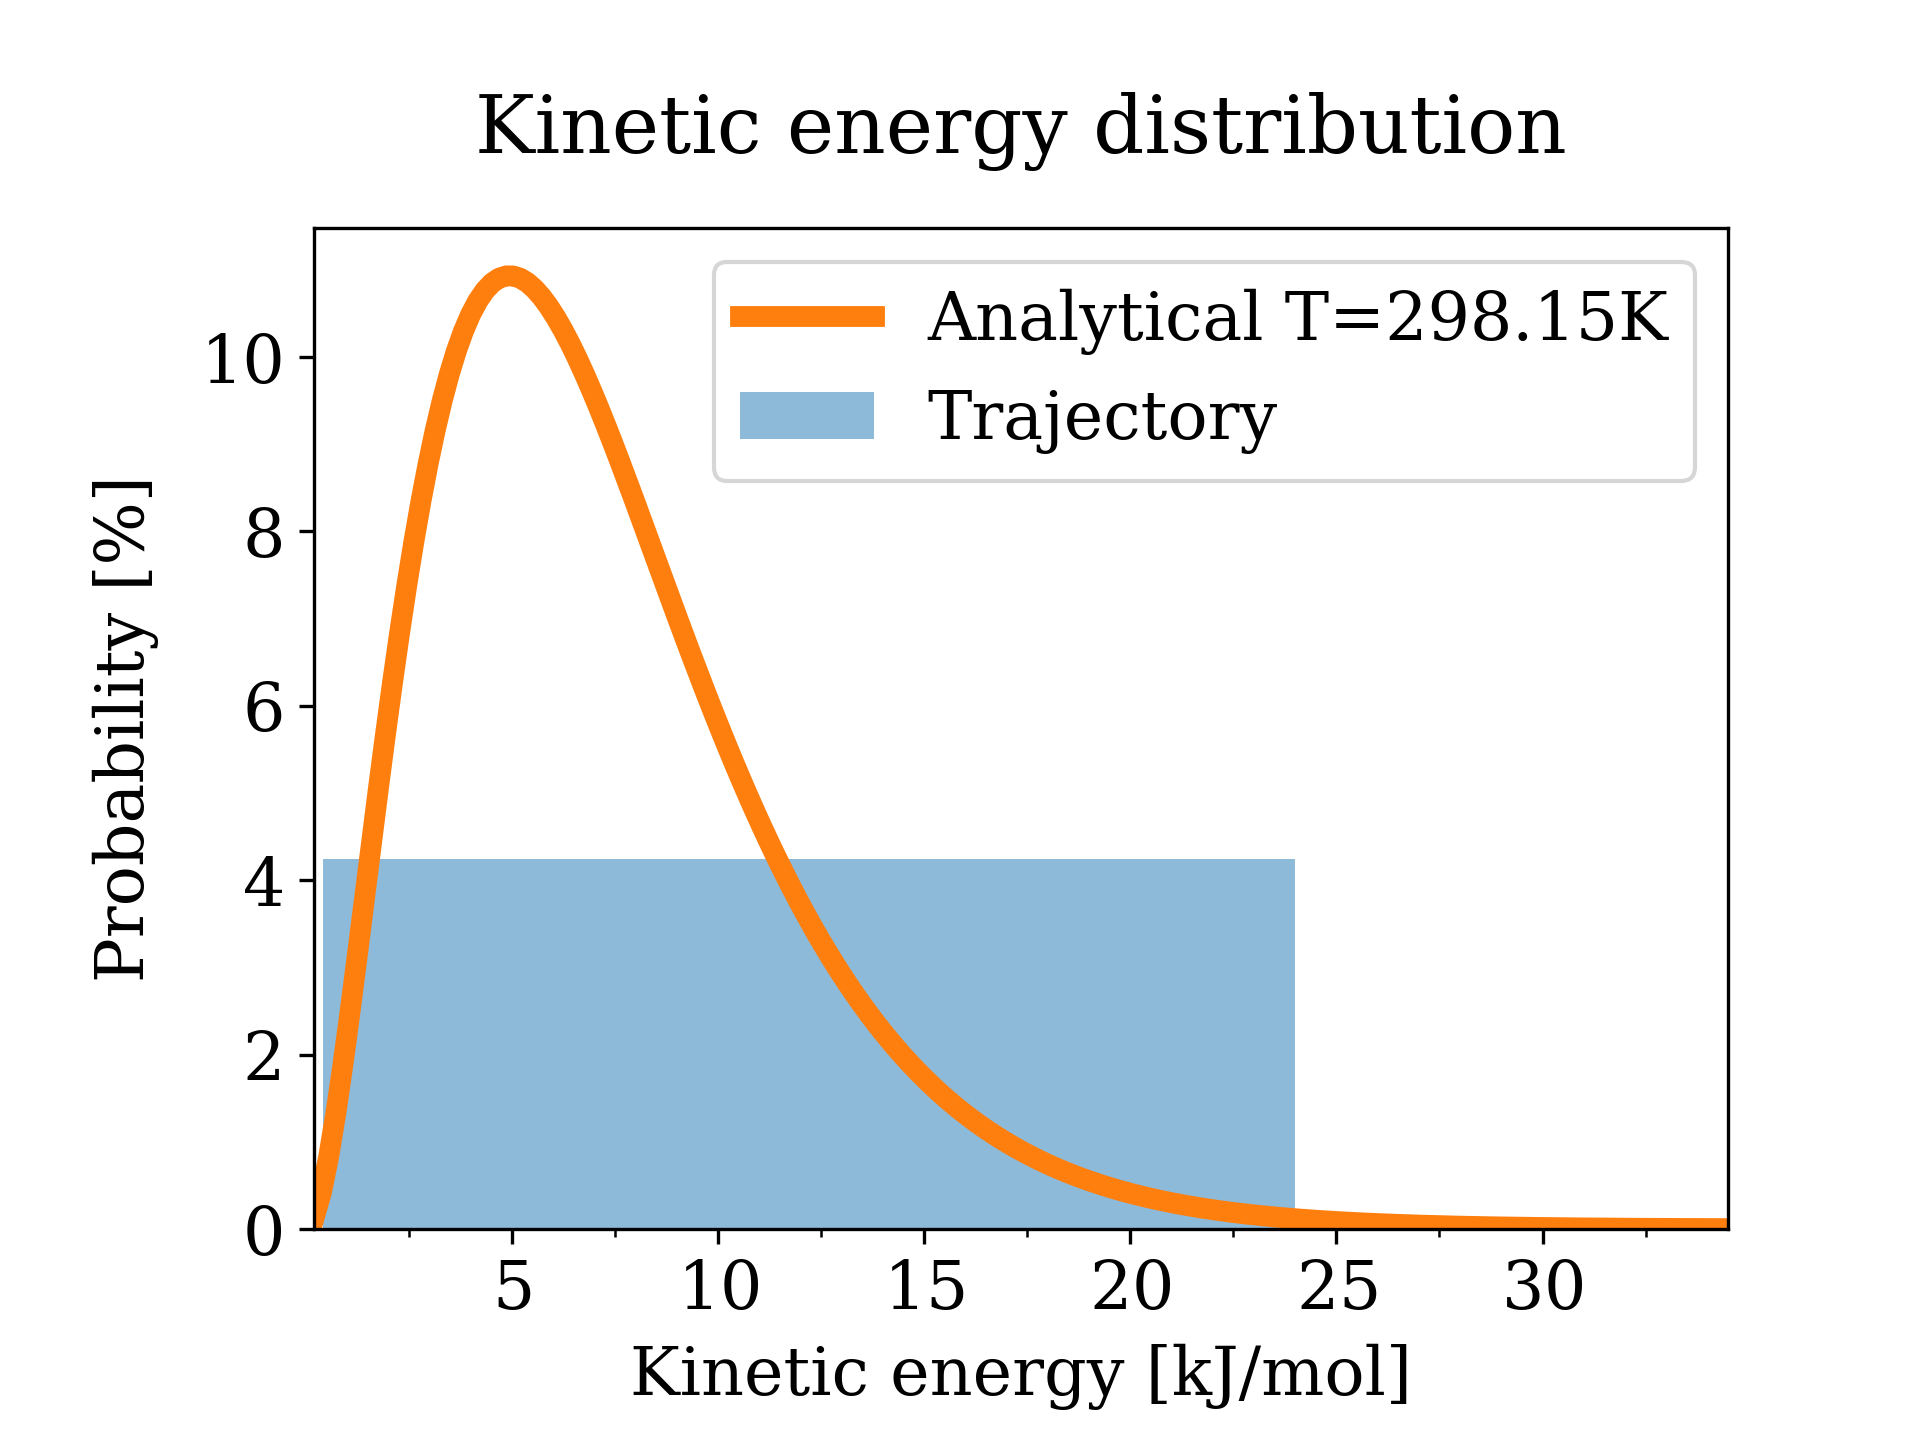 Kinetic energy distribution
Analytical T=298.15K
Trajectory
Probability [%]
10
8
6
4
2
0
5 10 15 20 25 30
Kinetic energy [kJ/mol]